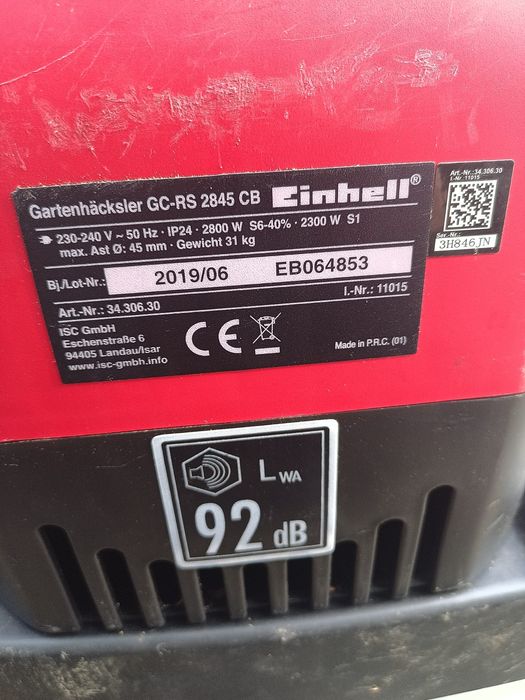 Gartenhäcksler GC-RS 2845 CB Einhell®
230-240 V ~ 50 Hz · IP24 · 2800 W S6-40% · 2300 W S1
max. Ast Ø: 45 mm · Gewicht 31 kg
Bj./Lot-Nr.: 2019/06 EB064853
Art.-Nr.: 34.306.30 I.-Nr.: 11015
ISC GmbH
Eschenstraße 6
94405 Landau/Isar
www.isc-gmbh.info
CE
Made in P.R.C. (01)
Art.-Nr.: 34.306.30
I.-Nr.: 11015
Ser.-Nr.:
3H846JN
LWA
92 dB